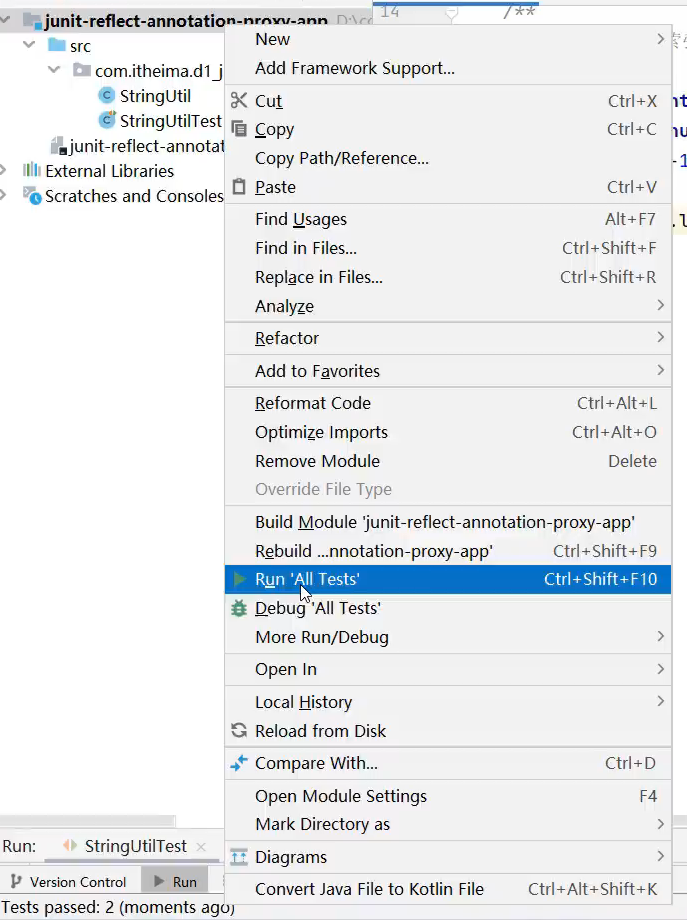 junit-reflect-annotation-proxy-app
14 /**
src
com.itheima.d1_j
StringUtil
StringUtilTest
junit-reflect-annotat
External Libraries
Scratches and Consoles
New
Add Framework Support...
Cut Ctrl+X
Copy Ctrl+C
Copy Path/Reference...
Paste Ctrl+V
Find Usages Alt+F7
Find in Files... Ctrl+Shift+F
Replace in Files... Ctrl+Shift+R
Analyze
Refactor
Add to Favorites
Reformat Code Ctrl+Alt+L
Optimize Imports Ctrl+Alt+O
Remove Module Delete
Override File Type
Build Module 'junit-reflect-annotation-proxy-app'
Rebuild ...nnotation-proxy-app' Ctrl+Shift+F9
Run 'All Tests' Ctrl+Shift+F10
Debug 'All Tests'
More Run/Debug
Open In
Local History
Reload from Disk
Compare With... Ctrl+D
Open Module Settings F4
Mark Directory as
Diagrams
Convert Java File to Kotlin File Ctrl+Alt+Shift+K
Run: StringUtilTest
Version Control Run
Tests passed: 2 (moments ago)